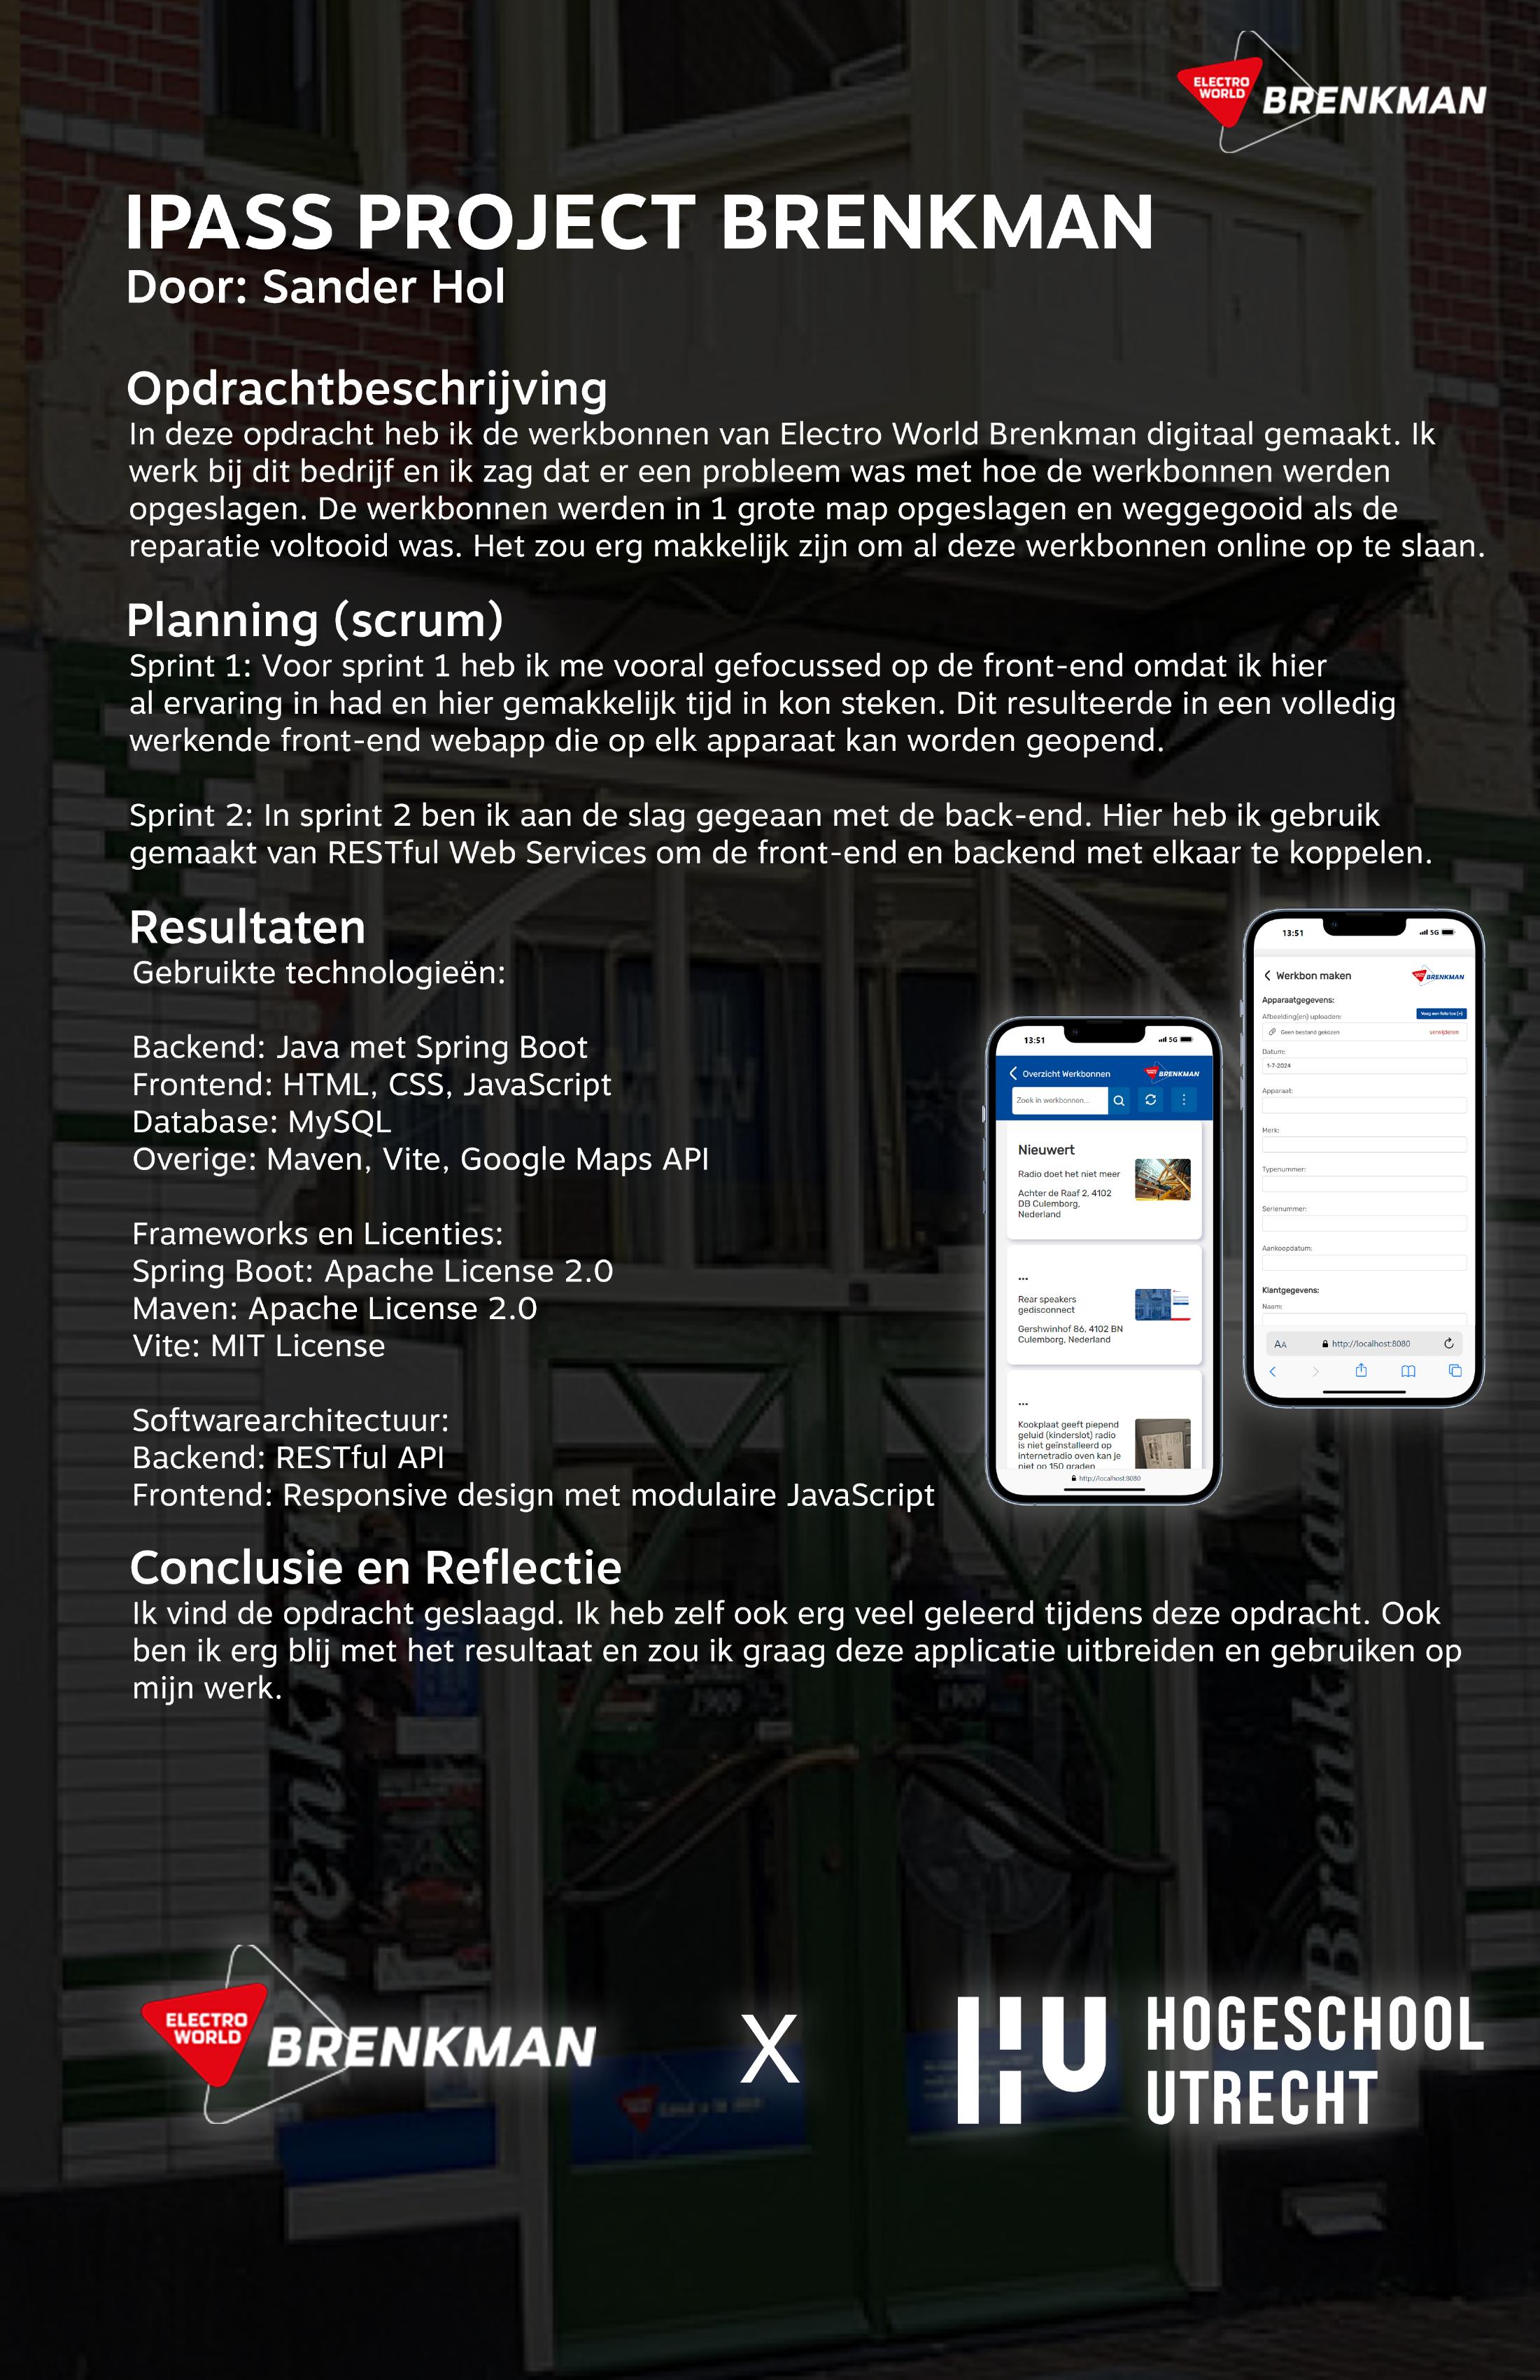 ELECTRO
WORLD
BRENKMAN
IPASS PROJECT BRENKMAN
Door: Sander Hol
Opdrachtbeschrijving
In deze opdracht heb ik de werkbonnen van Electro World Brenkman digitaal gemaakt. Ik
werk bij dit bedrijf en ik zag dat er een probleem was met hoe de werkbonnen werden
opgeslagen. De werkbonnen werden in 1 grote map opgeslagen en weggegooid als de
reparatie voltooid was. Het zou erg makkelijk zijn om al deze werkbonnen online op te slaan.
Planning (scrum)
Sprint 1: Voor sprint 1 heb ik me vooral gefocussed op de front-end omdat ik hier
al ervaring in had en hier gemakkelijk tijd in kon steken. Dit resulteerde in een volledig
werkende front-end webapp die op elk apparaat kan worden geopend.
Sprint 2: In sprint 2 ben ik aan de slag gegeaan met de back-end. Hier heb ik gebruik
gemaakt van RESTful Web Services om de front-end en backend met elkaar te koppelen.
Resultaten
Gebruikte technologieën:
Backend: Java met Spring Boot
Frontend: HTML, CSS, JavaScript
Database: MySQL
Overige: Maven, Vite, Google Maps API
Frameworks en Licenties:
Spring Boot: Apache License 2.0
Maven: Apache License 2.0
Vite: MIT License
Softwarearchitectuur:
Backend: RESTful API
Frontend: Responsive design met modulaire JavaScript
13:51
5G
Overzicht Werkbonnen
BRENKMAN
Zoek in werkbonnen...
Nieuwert
Radio doet het niet meer
Achter de Raaf 2, 4102
DB Culemborg,
Nederland
...
Rear speakers
gedisconnect
Gershwinhof 86, 4102 BN
Culemborg, Nederland
...
Kookplaat geeft piepend
geluid (kinderslot) radio
is niet geïnstalleerd op
internetradio oven kan je
niet op 150 graden
http://localhost:8080
13:51
5G
Werkbon maken
BRENKMAN
Apparaatgegevens:
Afbeelding(en) uploaden:
Voeg een foto toe (+)
Geen bestand gekozen
verwijderen
Datum:
1-7-2024
Apparaat:
Merk:
Typenummer:
Serienummer:
Aankoopdatum:
Klantgegevens:
Naam:
AA
http://localhost:8080
Conclusie en Reflectie
Ik vind de opdracht geslaagd. Ik heb zelf ook erg veel geleerd tijdens deze opdracht. Ook
ben ik erg blij met het resultaat en zou ik graag deze applicatie uitbreiden en gebruiken op
mijn werk.
Brenkman
Brenkman
1909
1909
ELECTRO
WORLD
BRENKMAN
X
HU
HOGESCHOOL
UTRECHT